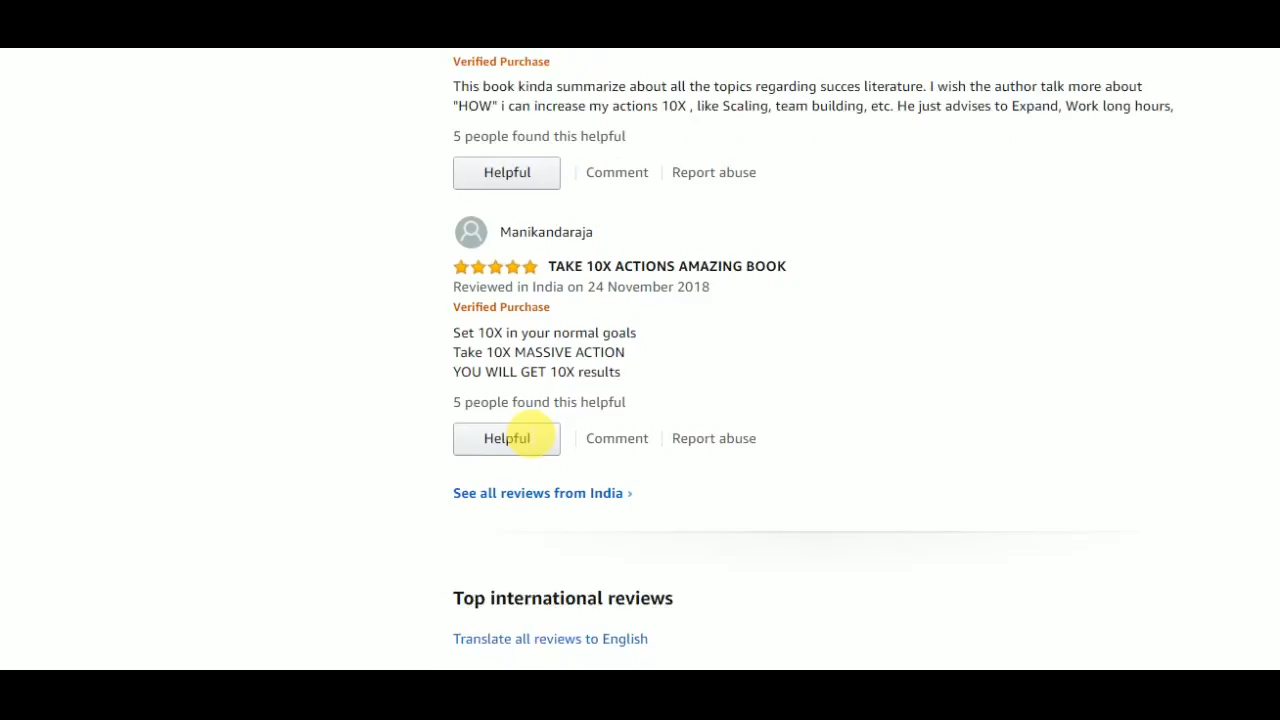 Verified Purchase
This book kinda summarize about all the topics regarding succes literature. I wish the author talk more about
"HOW" i can increase my actions 10X , like Scaling, team building, etc. He just advises to Expand, Work long hours,
5 people found this helpful
Helpful Comment Report abuse
Manikandaraja
TAKE 10X ACTIONS AMAZING BOOK
Reviewed in India on 24 November 2018
Verified Purchase
Set 10X in your normal goals
Take 10X MASSIVE ACTION
YOU WILL GET 10X results
5 people found this helpful
Helpful Comment Report abuse
See all reviews from India ›
Top international reviews
Translate all reviews to English